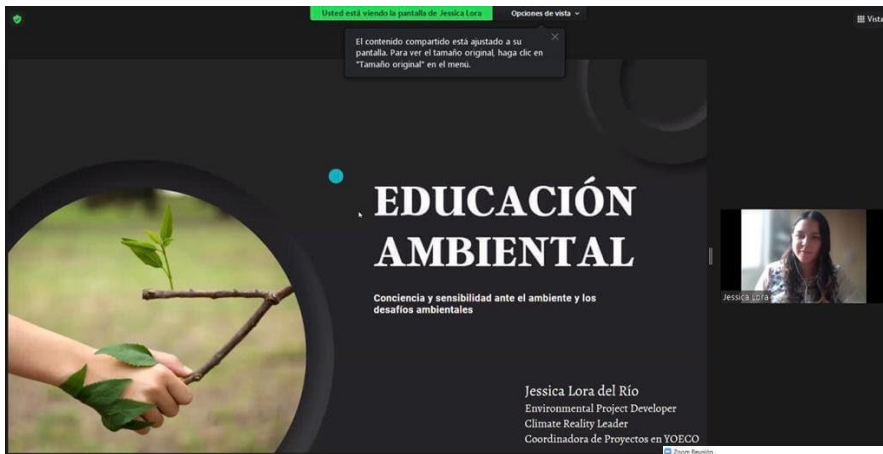 Usted está viendo la pantalla de Jessica Lora
Opciones de vista
Vista
El contenido compartido está ajustado a su
pantalla. Para ver el tamaño original, haga clic en
"Tamaño original" en el menú.
EDUCACIÓN
AMBIENTAL
Conciencia y sensibilidad ante el ambiente y los
desafíos ambientales
Jessica Lora
Jessica Lora del Río
Environmental Project Developer
Climate Reality Leader
Coordinadora de Proyectos en YOECO
Zoom Reunión